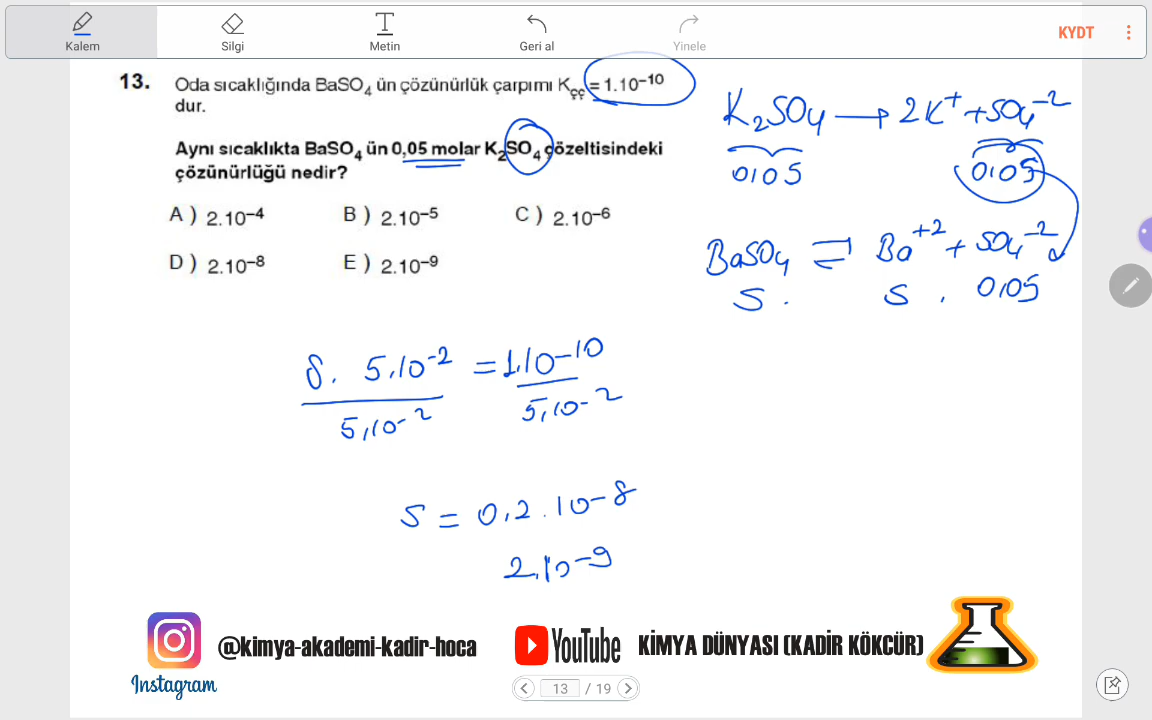 Kalem
Silgi
Metin
Geri al
Yinele
KYDT
13. Oda sıcaklığında BaSO₄ ün çözünürlük çarpımı Kçç = 1.10⁻¹⁰
dur.
Aynı sıcaklıkta BaSO₄ ün 0,05 molar K₂SO₄ çözeltisindeki
çözünürlüğü nedir?
A ) 2.10⁻⁴ B ) 2.10⁻⁵ C ) 2.10⁻⁶
D ) 2.10⁻⁸ E ) 2.10⁻⁹
K₂SO₄ → 2K⁺ + SO₄⁻²
0,05 0,05
BaSO₄ ⇌ Ba⁺² + SO₄⁻²
S . S . 0,05
S. 5,10⁻² = 1,10⁻¹⁰
5,10⁻² 5,10⁻²
S = 0,2 . 10⁻⁸
2,10⁻⁹
Instagram
@kimya-akademi-kadir-hoca
YouTube
KİMYA DÜNYASI (KADİR KÖKCÜR)
13 / 19